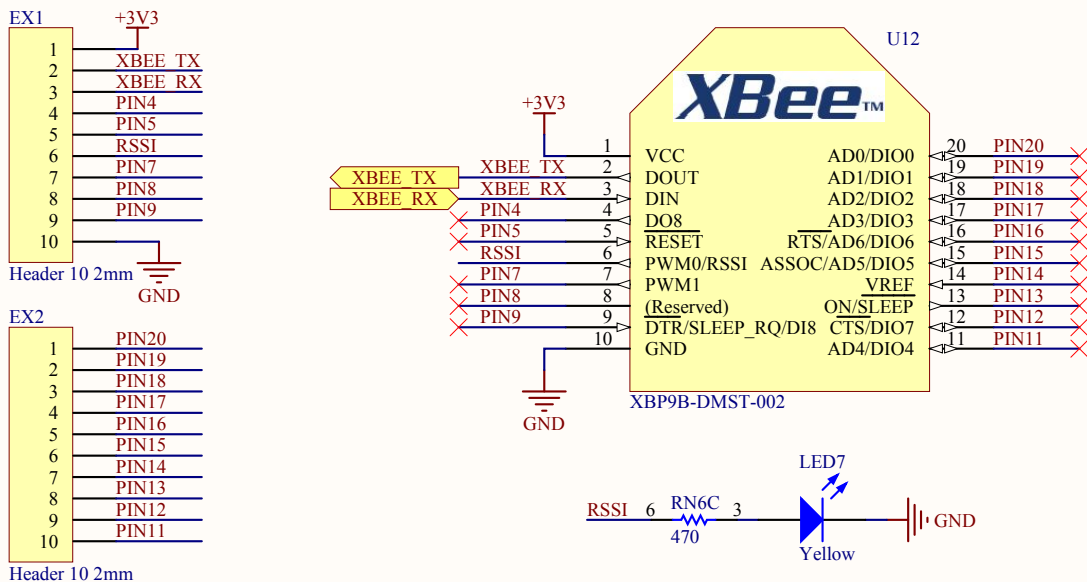 EX1
+3V3
1
2 XBEE_TX
3 XBEE_RX
4 PIN4
5 PIN5
6 RSSI
7 PIN7
8 PIN8
9 PIN9
10
Header 10 2mm
GND
EX2
1 PIN20
2 PIN19
3 PIN18
4 PIN17
5 PIN16
6 PIN15
7 PIN14
8 PIN13
9 PIN12
10 PIN11
Header 10 2mm
U12
XBee™
+3V3
1 VCC AD0/DIO0 20 PIN20
XBEE_TX XBEE_TX 2 DOUT AD1/DIO1 19 PIN19
XBEE_RX XBEE_RX 3 DIN AD2/DIO2 18 PIN18
PIN4 4 DO8 AD3/DIO3 17 PIN17
PIN5 5 RESET RTS/AD6/DIO6 16 PIN16
RSSI 6 PWM0/RSSI ASSOC/AD5/DIO5 15 PIN15
PIN7 7 PWM1 VREF 14 PIN14
PIN8 8 (Reserved) ON/SLEEP 13 PIN13
PIN9 9 DTR/SLEEP_RQ/DI8 CTS/DIO7 12 PIN12
10 GND AD4/DIO4 11 PIN11
XBP9B-DMST-002
GND
LED7
RSSI 6 RN6C 3 GND
470
Yellow